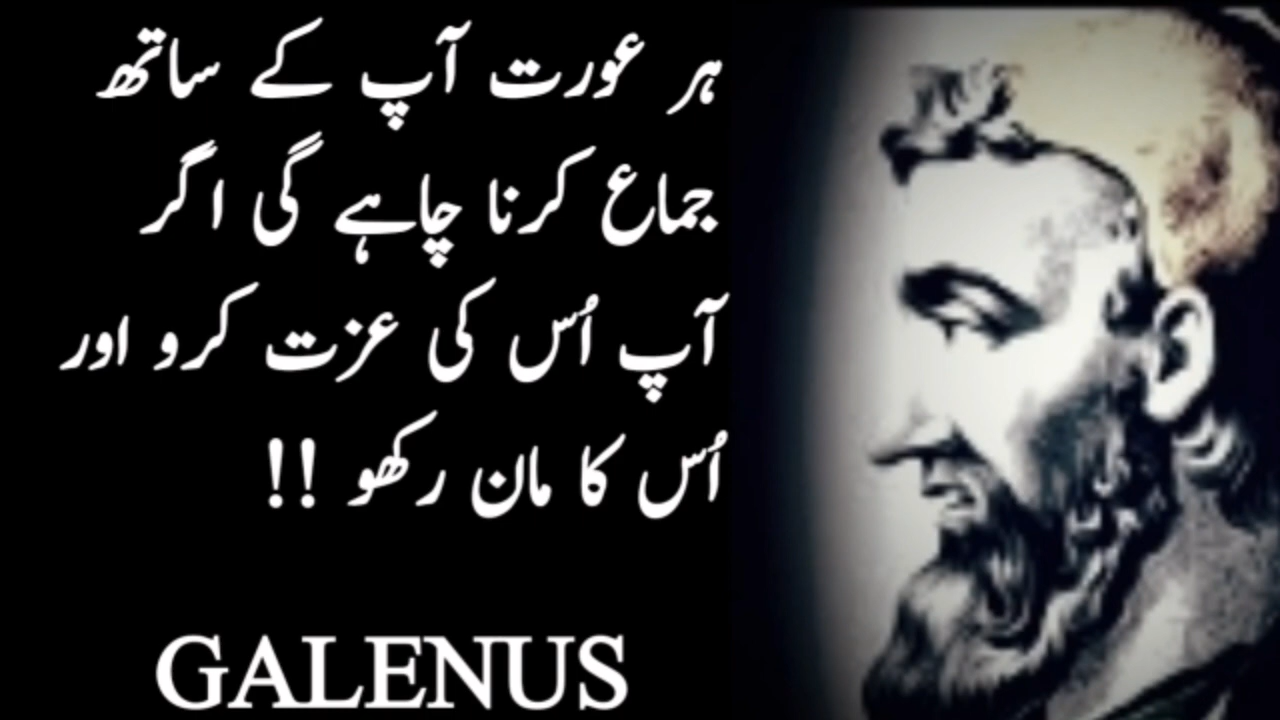 ہر عورت آپ کے ساتھ
جماع کرنا چاہے گی اگر
آپ اُس کی عزت کرو اور
اُس کا مان رکھو !!
GALENUS